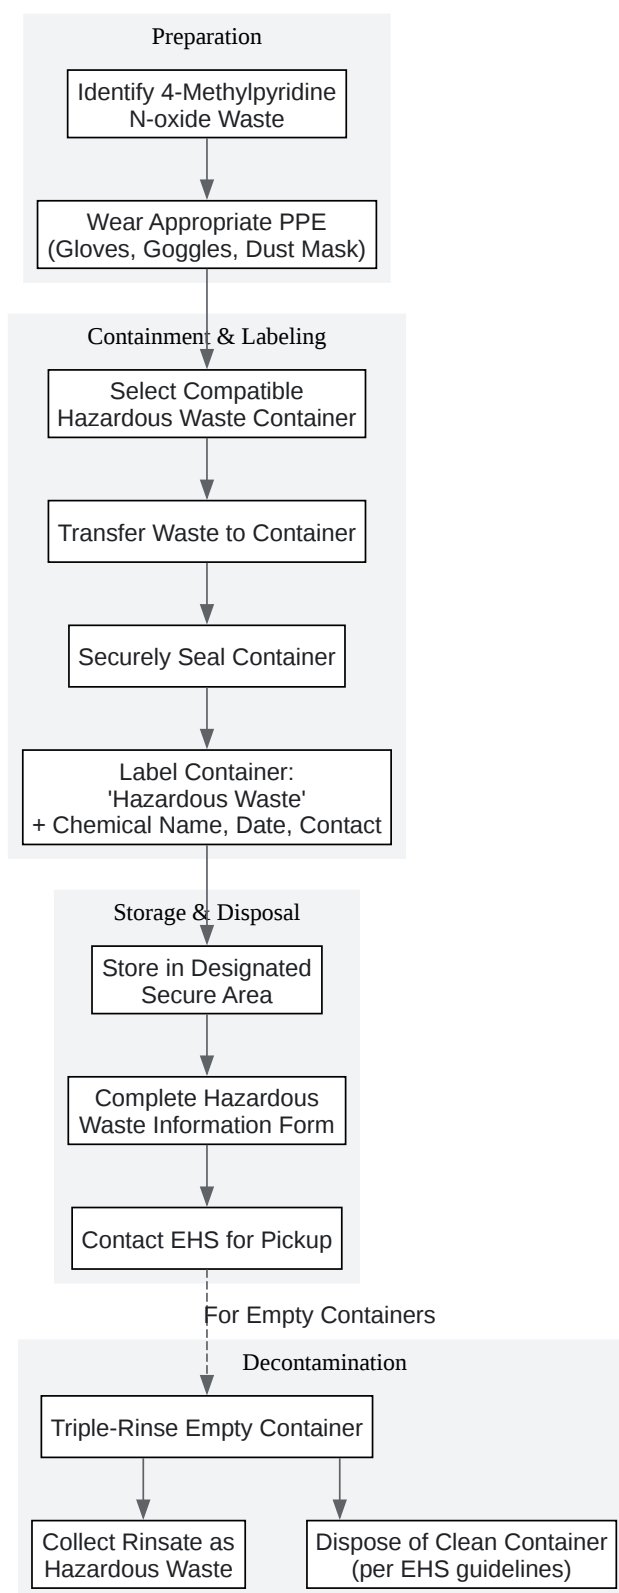 Preparation
Identify 4-Methylpyridine
N-oxide Waste
Wear Appropriate PPE
(Gloves, Goggles, Dust Mask)
Containment & Labeling
Select Compatible
Hazardous Waste Container
Transfer Waste to Container
Securely Seal Container
Label Container:
'Hazardous Waste'
+ Chemical Name, Date, Contact
Storage & Disposal
Store in Designated
Secure Area
Complete Hazardous
Waste Information Form
Contact EHS for Pickup
For Empty Containers
Decontamination
Triple-Rinse Empty Container
Collect Rinsate as
Hazardous Waste
Dispose of Clean Container
(per EHS guidelines)